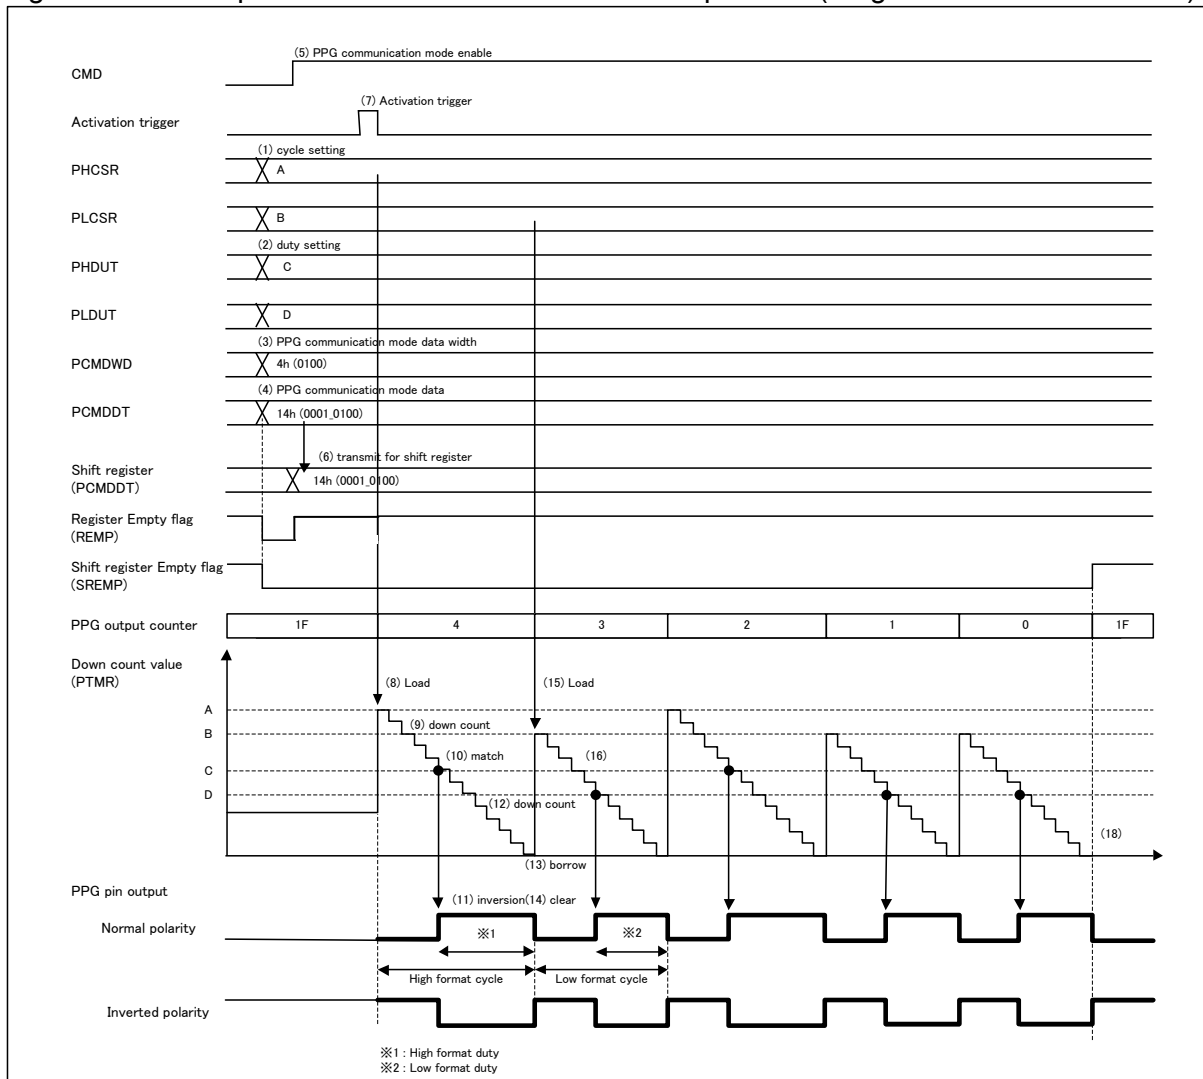 (5) PPG communication mode enable
CMD
(7) Activation trigger
Activation trigger
(1) cycle setting
PHCSR
A
PLCSR
B
(2) duty setting
PHDUT
C
PLDUT
D
(3) PPG communication mode data width
PCMDWD
4h (0100)
(4) PPG communication mode data
PCMDDT
14h (0001_0100)
(6) transmit for shift register
Shift register
(PCMDDT)
14h (0001_0100)
Register Empty flag
(REMP)
Shift register Empty flag
(SREMP)
PPG output counter
1F
4
3
2
1
0
1F
Down count value
(PTMR)
(8) Load
(15) Load
A
(9) down count
B
(10) match
(16)
C
D
(12) down count
(18)
(13) borrow
PPG pin output
(11) inversion(14) clear
Normal polarity
※1
※2
High format cycle
Low format cycle
Inverted polarity
※1 : High format duty
※2 : Low format duty